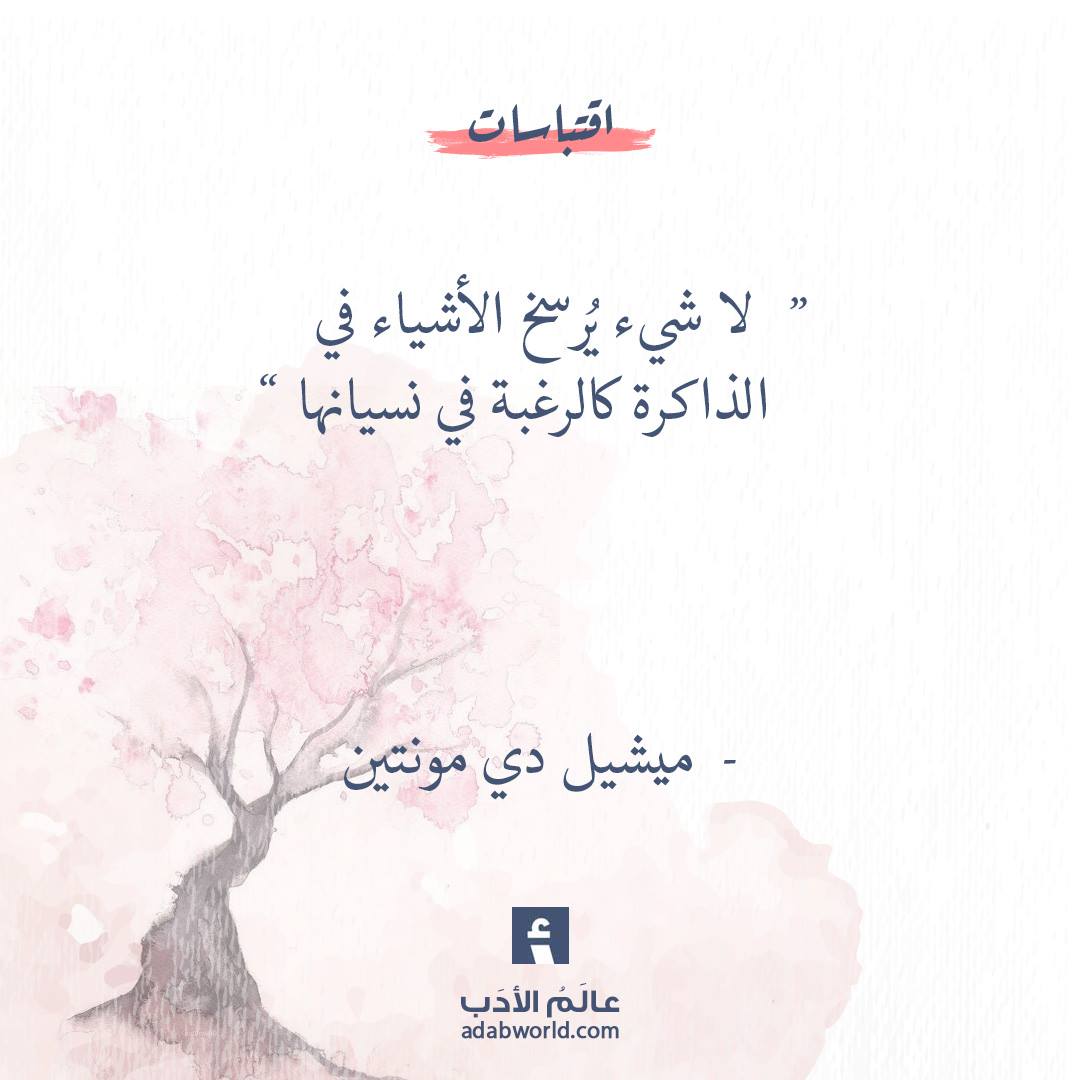 اقتباسات
” لا شيء يُرسخ الأشياء في
الذاكرة كالرغبة في نسيانها “
- ميشيل دي مونتين
أ
عالَمُ الأدَب
adabworld.com